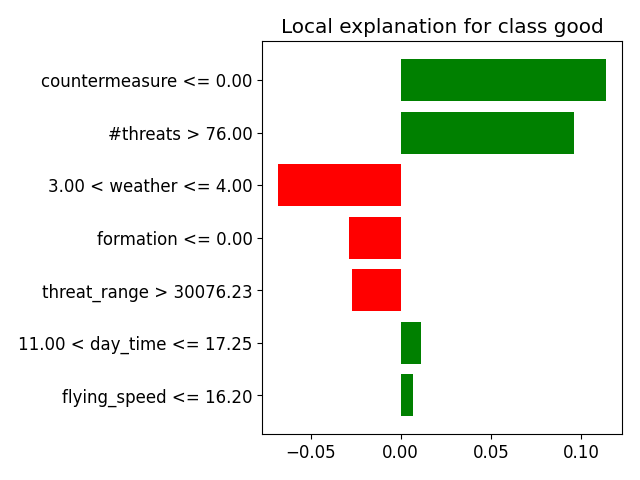 Local explanation for class good
countermeasure <= 0.00
#threats > 76.00
3.00 < weather <= 4.00
formation <= 0.00
threat_range > 30076.23
11.00 < day_time <= 17.25
flying_speed <= 16.20
−0.05 0.00 0.05 0.10